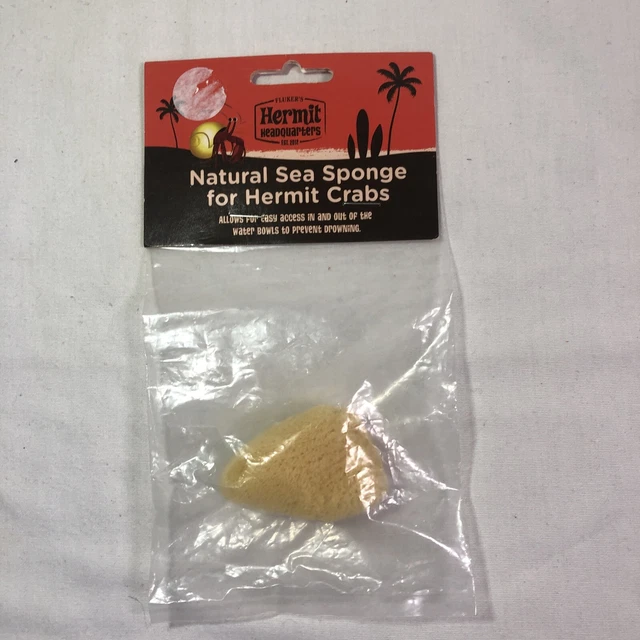 FLUKER'S
Hermit
HEADQUARTERS
Natural Sea Sponge
for Hermit Crabs
ALLOWS FOR EASY ACCESS IN AND OUT OF THE
WATER BOWLS TO PREVENT DROWNING.